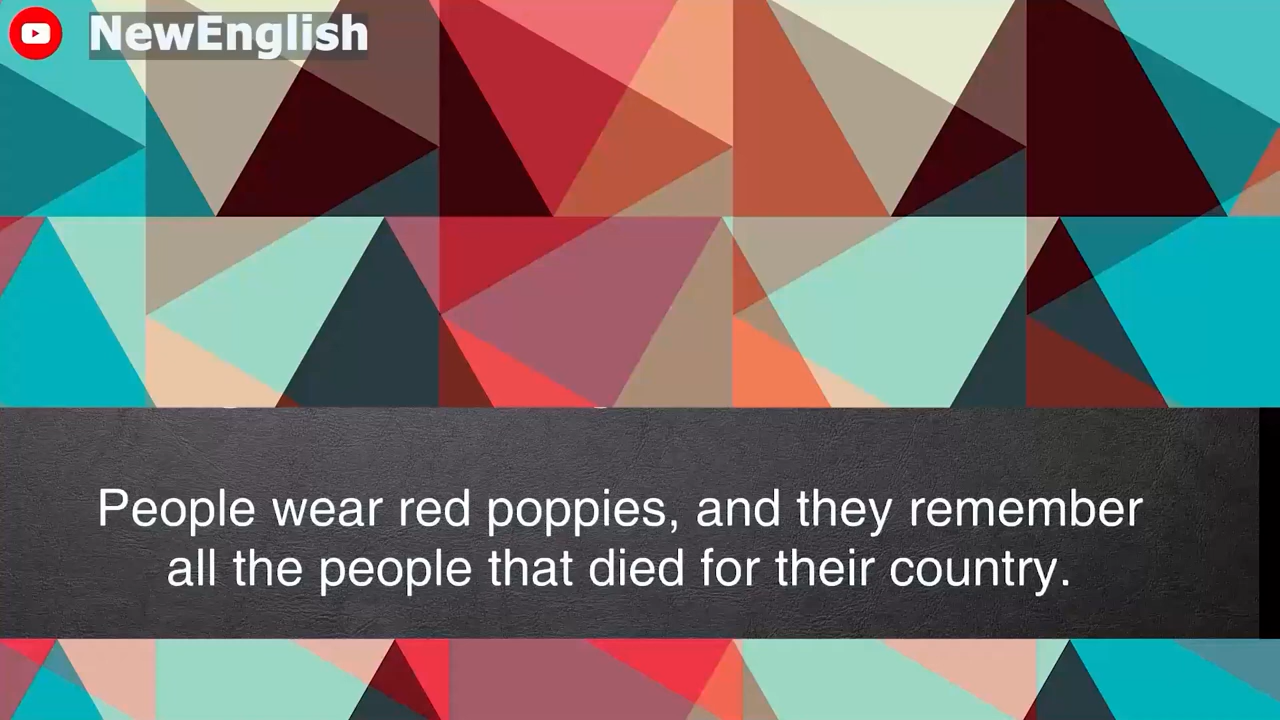 NewEnglish
People wear red poppies, and they remember
all the people that died for their country.